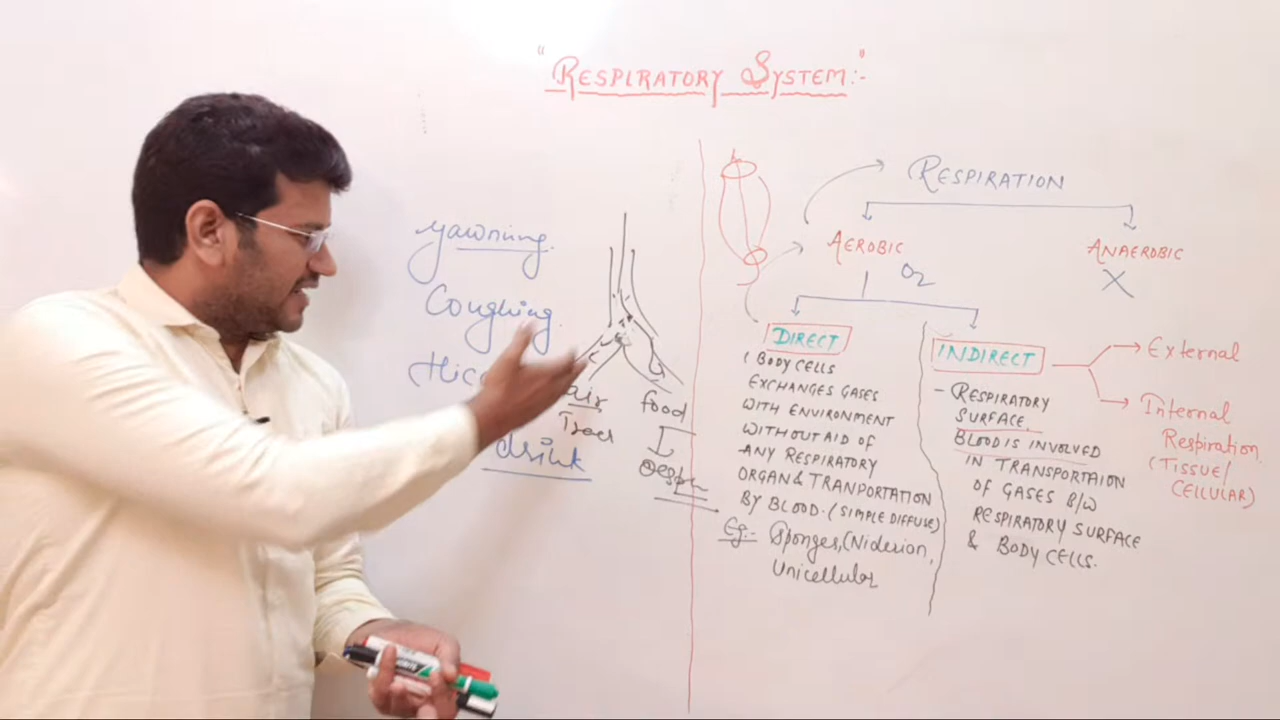 "RESPIRATORY SYSTEM:-"
yawning.
Coughing.
drink
air
Tract
food
RESPIRATION
AEROBIC
O2
ANAEROBIC
X
DIRECT
(BODY CELLS
EXCHANGES GASES
WITH ENVIRONMENT
WITHOUT AID OF
ANY RESPIRATORY
ORGAN & TRANPORTATION
BY BLOOD. (SIMPLE DIFFUSE)
Eg:- Sponges, Cniderion,
Unicellular
INDIRECT
- RESPIRATORY
SURFACE.
BLOOD IS INVOLVED
IN TRANSPORTAION
OF GASES B/W
RESPIRATORY SURFACE
& BODY CELLS.
External
Internal
Respiration
(TISSUE/
CELLULAR)